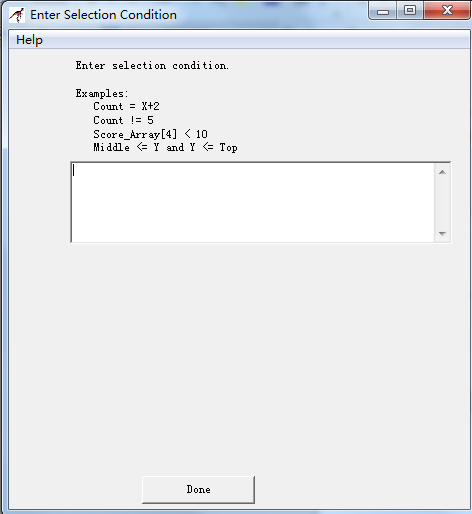 Enter Selection Condition
Help
Enter selection condition.
Examples:
Count = X+2
Count != 5
Score_Array[4] < 10
Middle <= Y and Y <= Top
Done